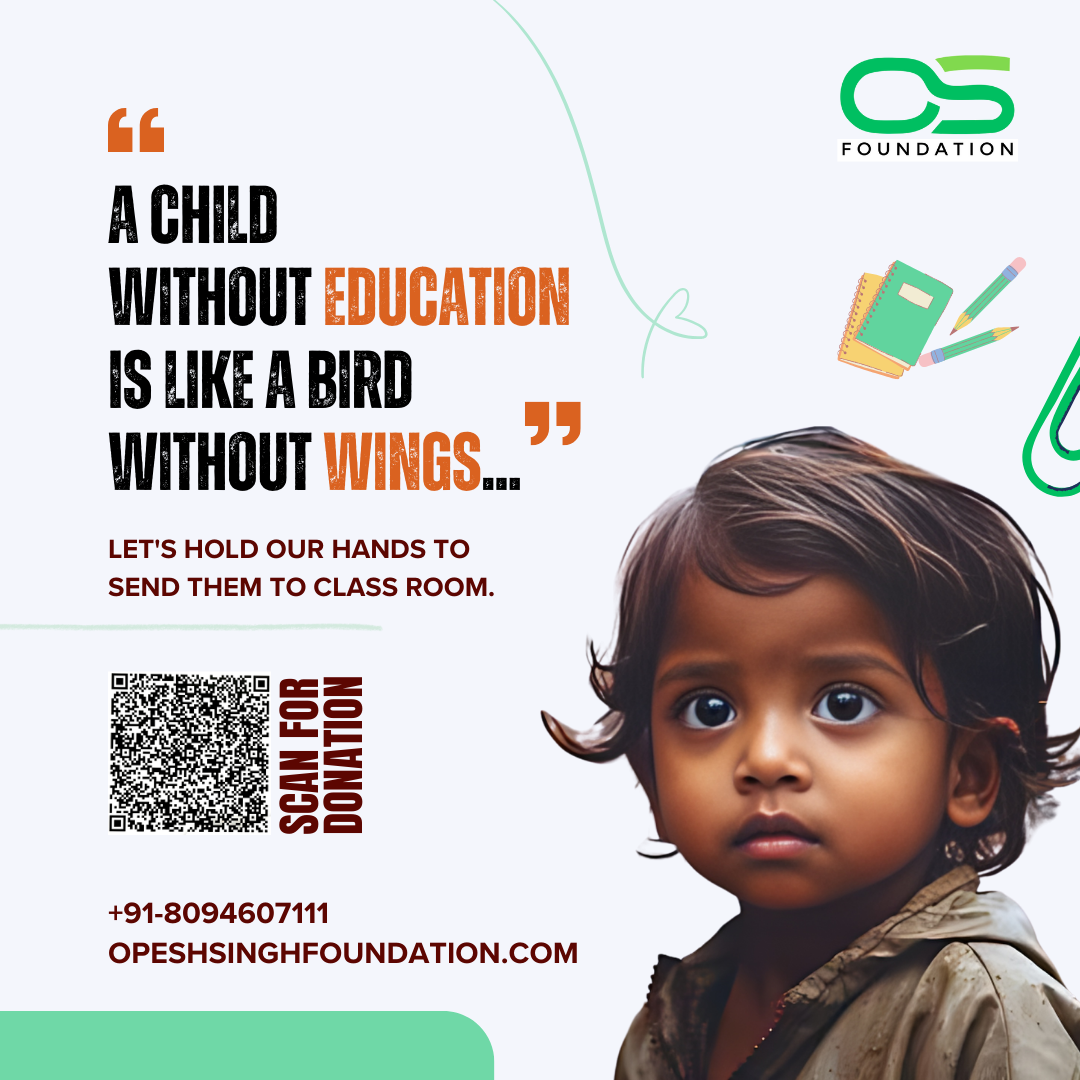 OS
FOUNDATION
“
A CHILD
WITHOUT EDUCATION
IS LIKE A BIRD
WITHOUT WINGS...”
LET'S HOLD OUR HANDS TO
SEND THEM TO CLASS ROOM.
SCAN FOR
DONATION
+91-8094607111
OPESHSINGHFOUNDATION.COM